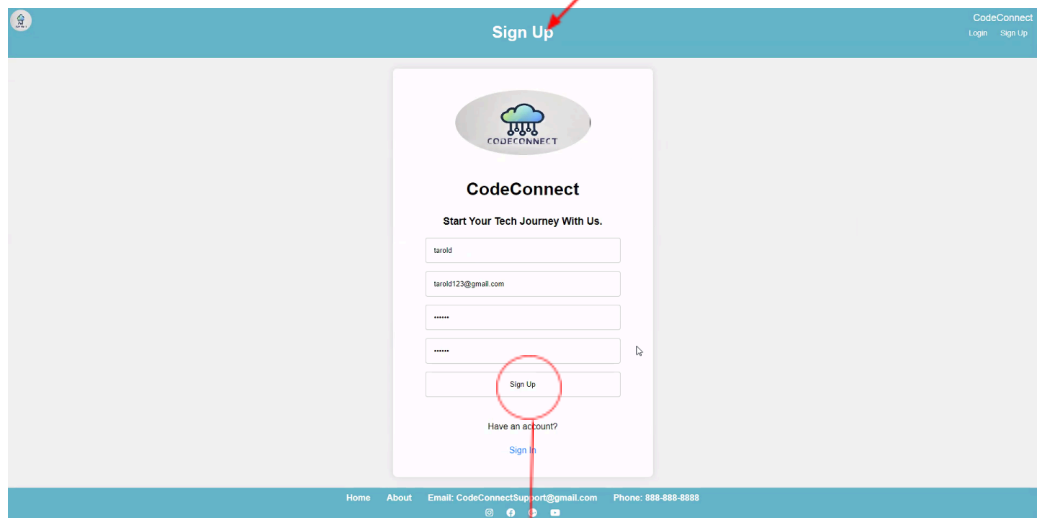 CodeConnect
Sign Up
Login Sign Up
CODECONNECT
CodeConnect
Start Your Tech Journey With Us.
tarold
tarold123@gmail.com
••••••
••••••
Sign Up
Have an account?
Sign In
Home About Email: CodeConnectSupport@gmail.com Phone: 888-888-8888